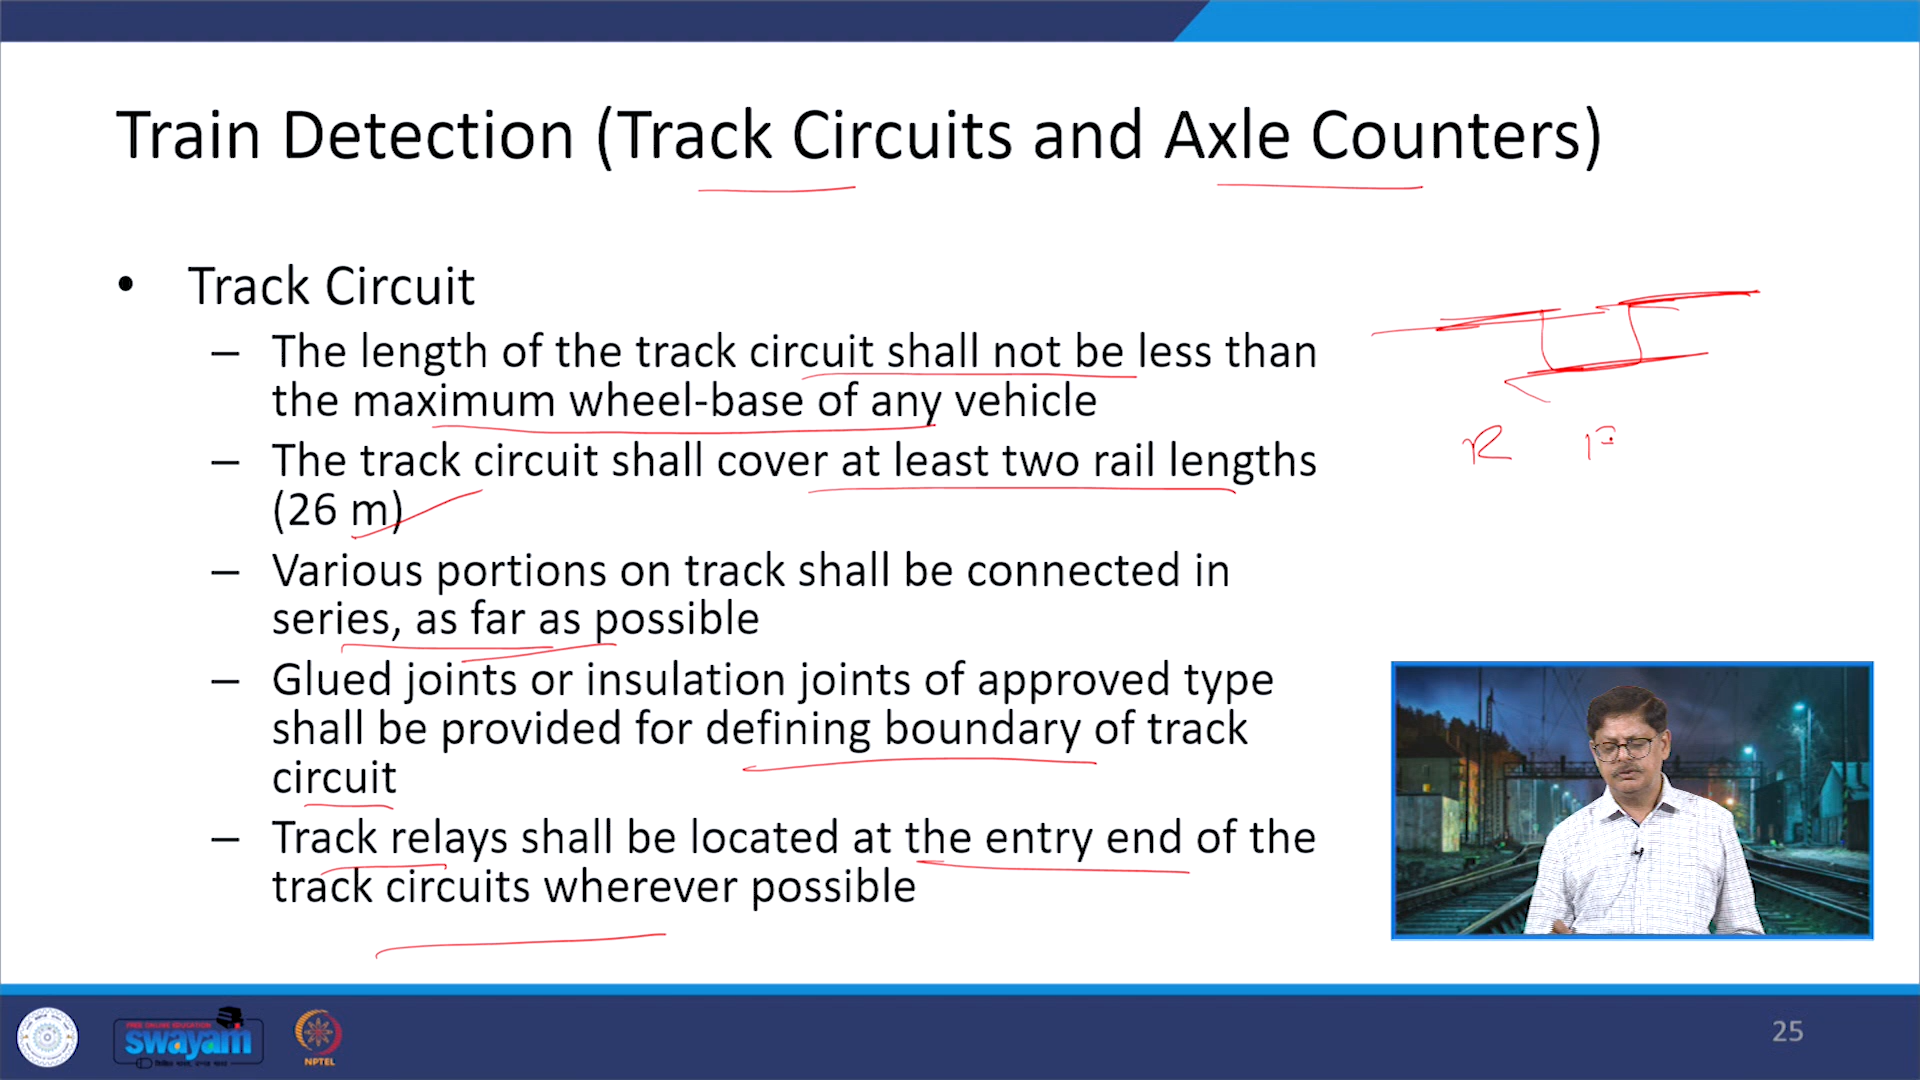 Train Detection (Track Circuits and Axle Counters)
• Track Circuit
– The length of the track circuit shall not be less than
the maximum wheel-base of any vehicle
– The track circuit shall cover at least two rail lengths
(26 m)
– Various portions on track shall be connected in
series, as far as possible
– Glued joints or insulation joints of approved type
shall be provided for defining boundary of track
circuit
– Track relays shall be located at the entry end of the
track circuits wherever possible
R F
FREE ONLINE EDUCATION
swayam
NPTEL
25